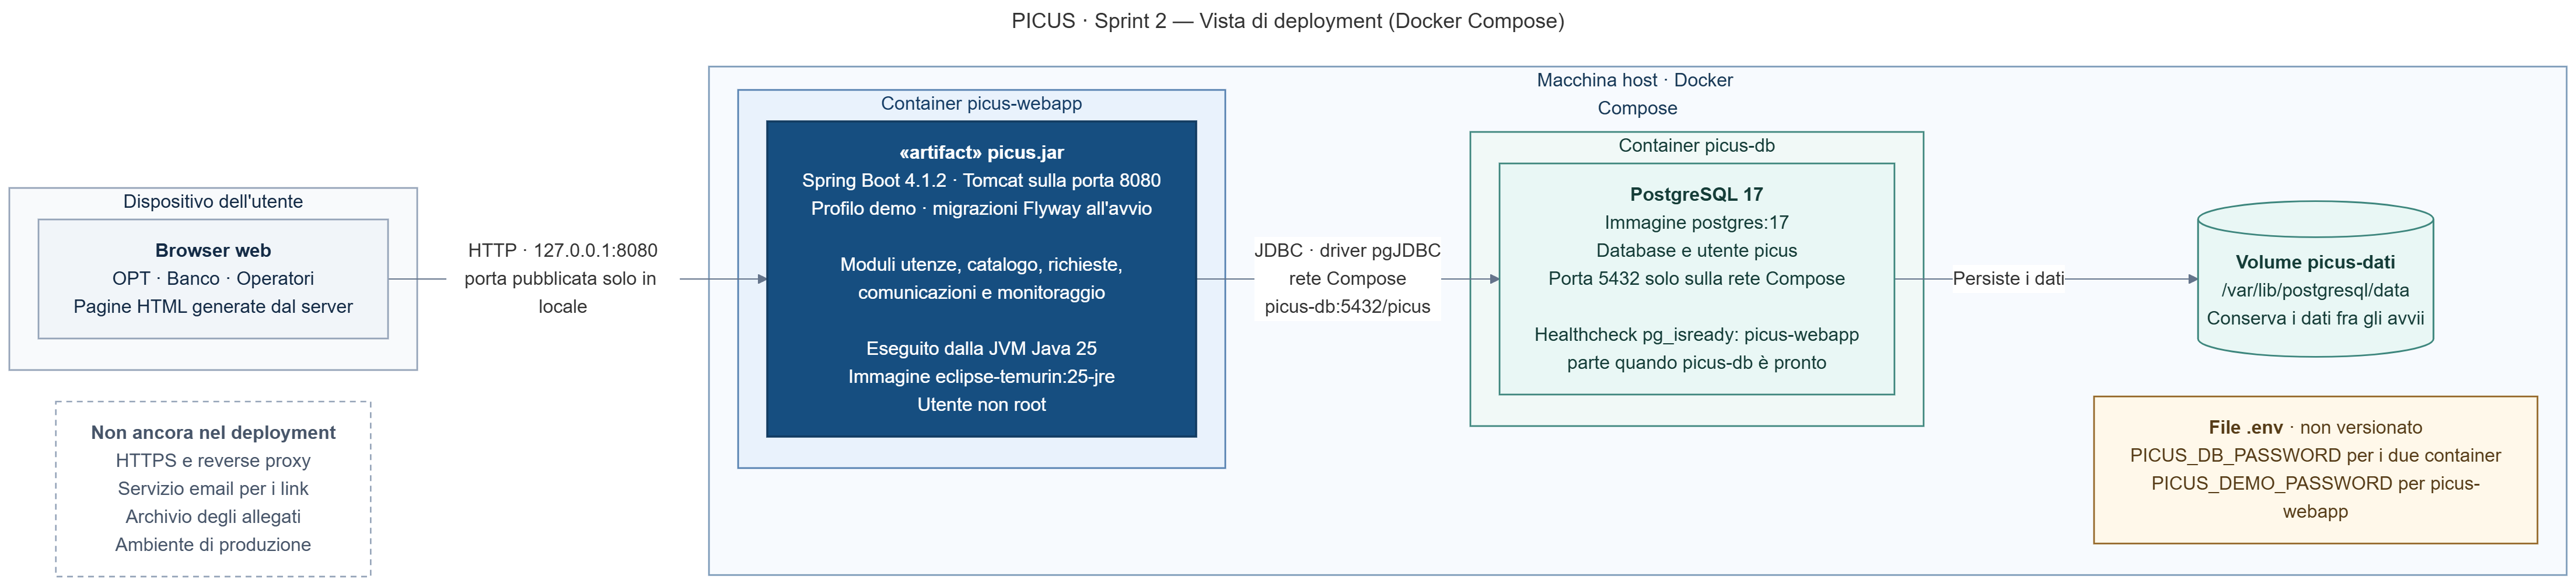 PICUS · Sprint 2 — Vista di deployment (Docker Compose)
Macchina host · Docker
Compose
Container picus-webapp
«artifact» picus.jar
Spring Boot 4.1.2 · Tomcat sulla porta 8080
Profilo demo · migrazioni Flyway all'avvio
Moduli utenze, catalogo, richieste,
comunicazioni e monitoraggio
Eseguito dalla JVM Java 25
Immagine eclipse-temurin:25-jre
Utente non root
Container picus-db
PostgreSQL 17
Immagine postgres:17
Database e utente picus
Porta 5432 solo sulla rete Compose
Healthcheck pg_isready: picus-webapp
parte quando picus-db è pronto
Dispositivo dell'utente
Browser web
OPT · Banco · Operatori
Pagine HTML generate dal server
HTTP · 127.0.0.1:8080
porta pubblicata solo in
locale
JDBC · driver pgJDBC
rete Compose
picus-db:5432/picus
Persiste i dati
Volume picus-dati
/var/lib/postgresql/data
Conserva i dati fra gli avvii
Non ancora nel deployment
HTTPS e reverse proxy
Servizio email per i link
Archivio degli allegati
Ambiente di produzione
File .env · non versionato
PICUS_DB_PASSWORD per i due container
PICUS_DEMO_PASSWORD per picus-
webapp